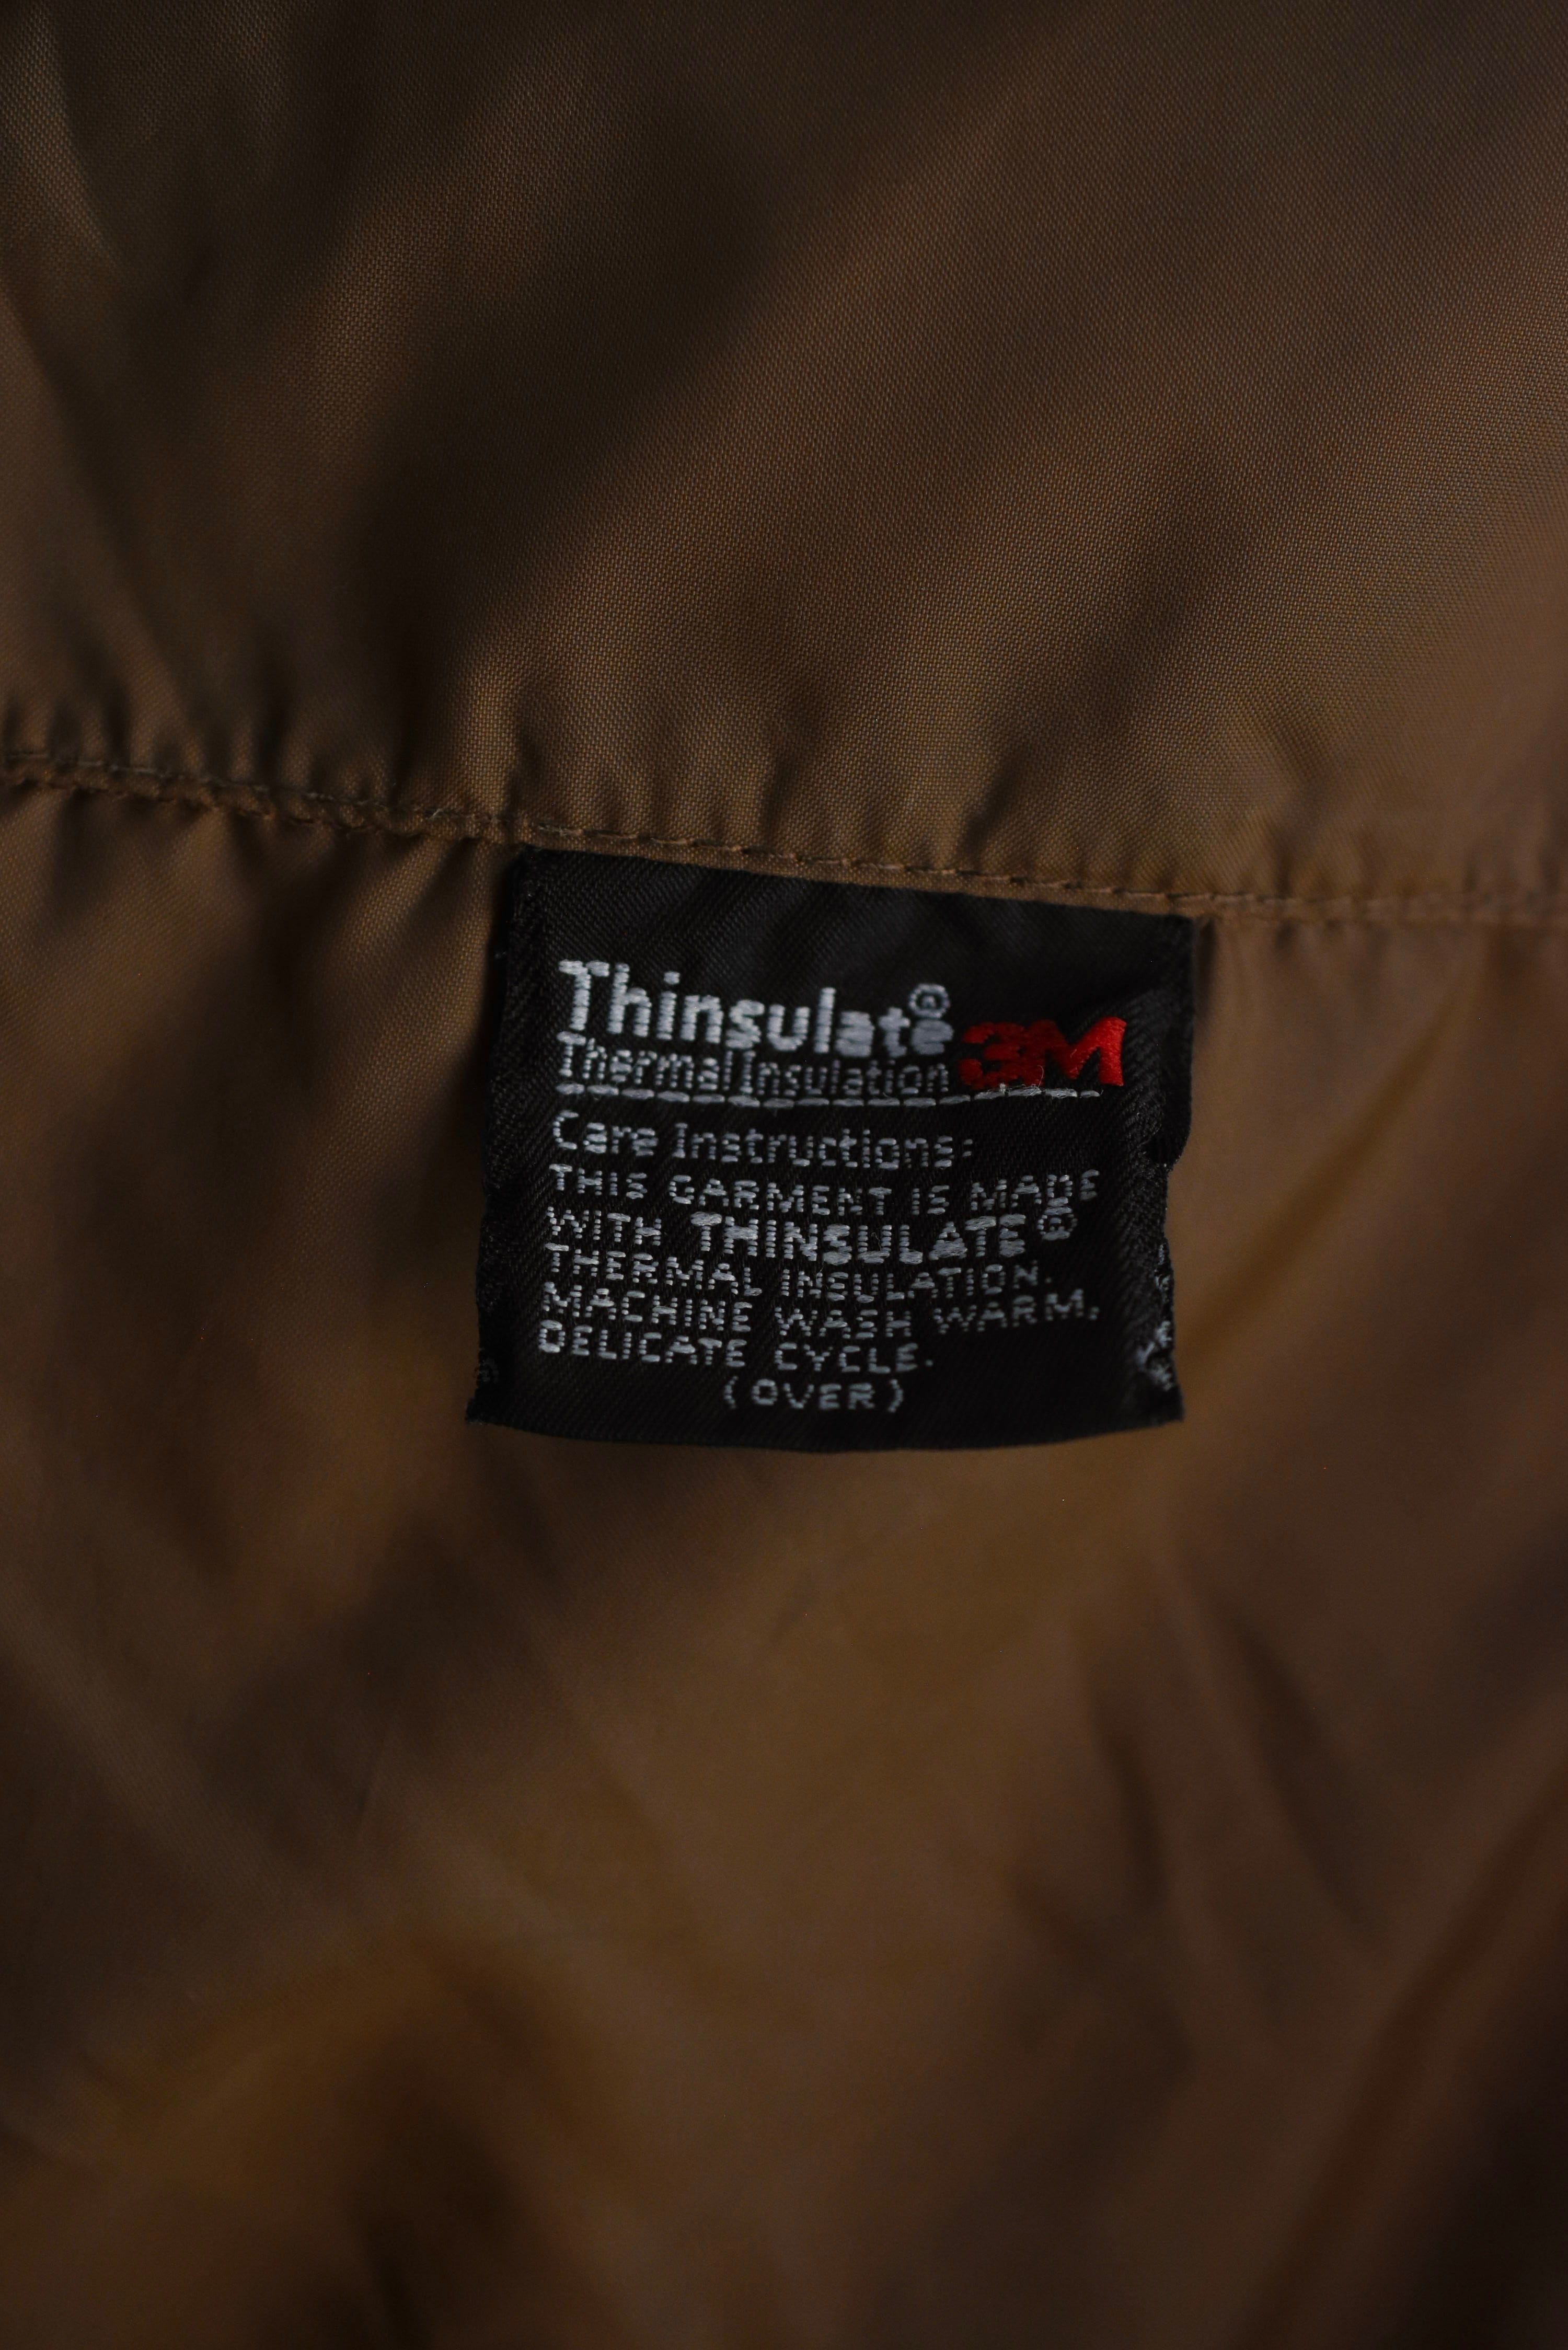 Thinsulate® 3M
Thermal Insulation
Care Instructions:
THIS GARMENT IS MADE
WITH THINSULATE®
THERMAL INSULATION.
MACHINE WASH WARM,
DELICATE CYCLE.
(OVER)